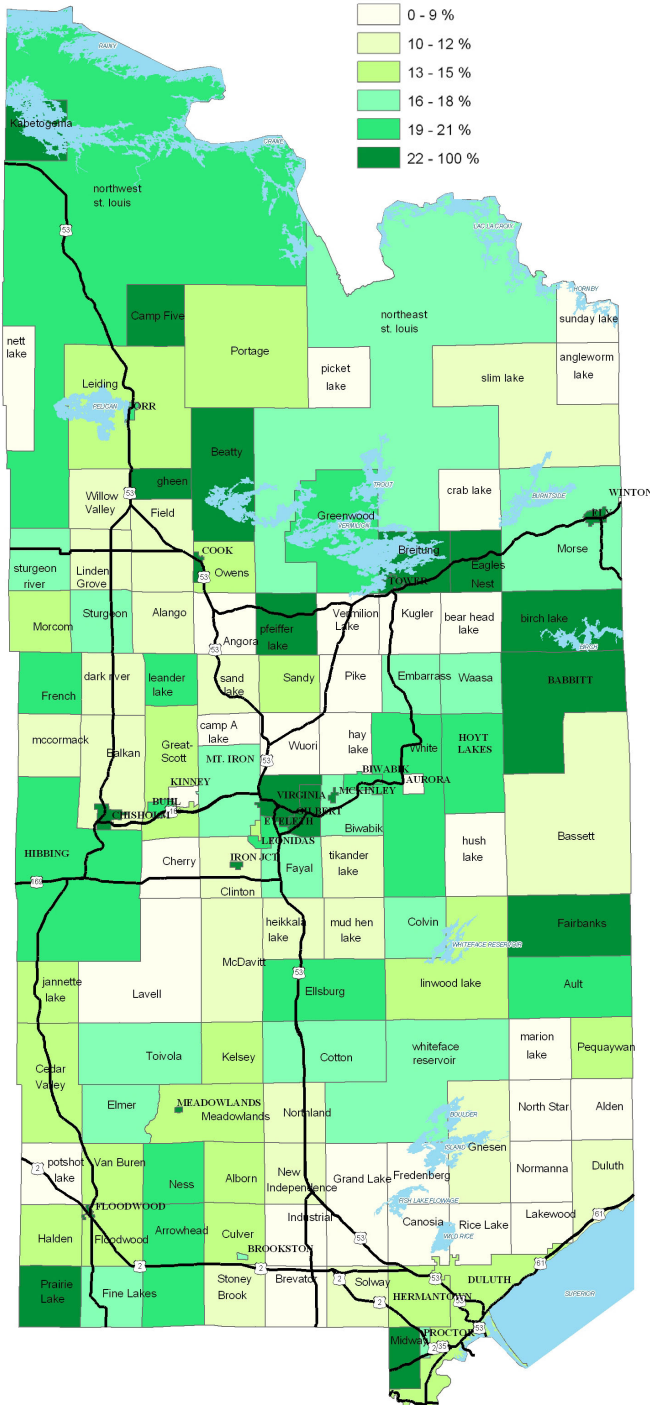 0 - 9 %
10 - 12 %
13 - 15 %
16 - 18 %
19 - 21 %
22 - 100 %
RAINY
Kabetogema
CRANE
northwest
st. louis
53
LAC LA CROIX
HORNBY
Camp Five
northeast
st. louis
sunday lake
nett
lake
Portage
picket
lake
angleworm
lake
slim lake
Leiding
PELICAN
ORR
Beatty
gheen
TROUT
crab lake
BURNTSIDE
WINTON
Willow
Valley
53
Field
Greenwood
VERMILION
ELY
COOK
Breitung
Morse
sturgeon
river
Linden
Grove
53
Owens
TOWER
Eagles
Nest
Morcom
Sturgeon
Alango
Angora
pfeiffer
lake
Vermilion
Lake
Kugler
bear head
lake
birch lake
BIRCH
53
French
dark river
leander
lake
sand
lake
Sandy
Pike
Embarrass
Waasa
BABBITT
mccormack
Balkan
Great-
Scott
camp A
lake
MT. IRON
Wuori
hay
lake
White
HOYT
LAKES
53
BIWABIK
AURORA
KINNEY
BUHL
169
CHISHOLM
VIRGINIA
MCKINLEY
GILBERT
EVELETH
Biwabik
LEONIDAS
Bassett
HIBBING
Cherry
IRON JCT
Fayal
tikander
lake
hush
lake
169
Clinton
heikkala
lake
mud hen
lake
Colvin
Fairbanks
WHITEFACE RESERVOIR
McDavitt
53
jannette
lake
Lavell
Ellsburg
linwood lake
Ault
Cedar
Valley
Toivola
Kelsey
Cotton
whiteface
reservoir
marion
lake
Pequaywan
Elmer
MEADOWLANDS
Meadowlands
Northland
BOULDER
North Star
Alden
ISLAND
Gnesen
potshot
lake
2
Van Buren
Ness
Alborn
New
Independence
Grand Lake
Fredenberg
Normanna
Duluth
FISH LAKE FLOWAGE
FLOODWOOD
Halden
Floodwood
Arrowhead
Culver
Industrial
Canosia
Rice Lake
Lakewood
61
WILD RICE
BROOKSTON
53
2
2
61
Prairie
Lake
Fine Lakes
Stoney
Brook
Brevator
2
Solway
53
DULUTH
HERMANTOWN
SUPERIOR
2
53
53
PROCTOR
Midway
2
35